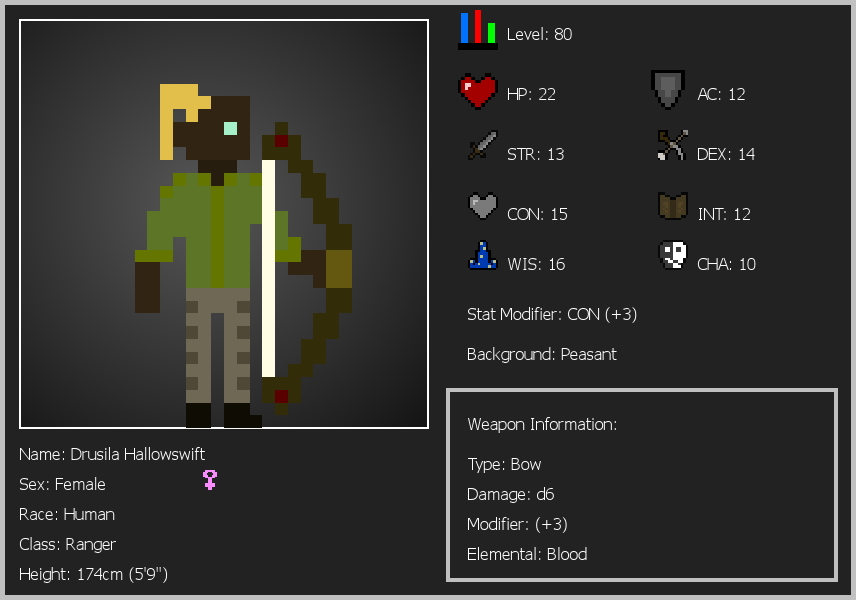 Level: 80
HP: 22
AC: 12
STR: 13
DEX: 14
CON: 15
INT: 12
WIS: 16
CHA: 10
Stat Modifier: CON (+3)
Background: Peasant
Weapon Information:
Type: Bow
Damage: d6
Modifier: (+3)
Elemental: Blood
Name: Drusila Hallowswift
Sex: Female
Race: Human
Class: Ranger
Height: 174cm (5'9")